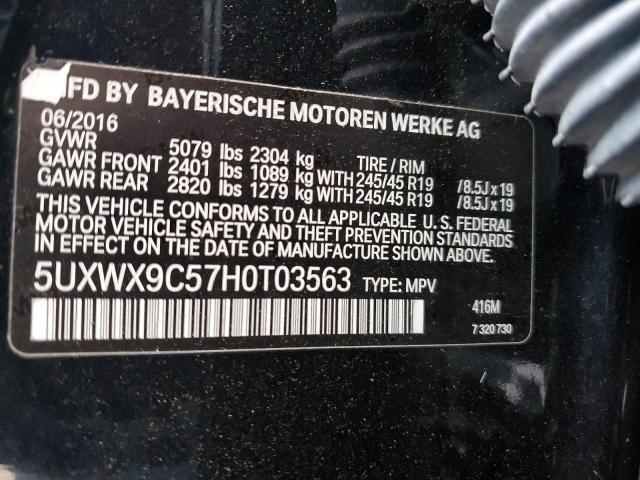 MFD BY BAYERISCHE MOTOREN WERKE AG
06/2016
GVWR 5079 lbs 2304 kg TIRE / RIM
GAWR FRONT 2401 lbs 1089 kg WITH 245/45 R19 /8.5J x 19
GAWR REAR 2820 lbs 1279 kg WITH 245/45 R19 /8.5J x 19
THIS VEHICLE CONFORMS TO ALL APPLICABLE U. S. FEDERAL
MOTOR VEHICLE SAFETY AND THEFT PREVENTION STANDARDS
IN EFFECT ON THE DATE OF MANUFACTURE SHOWN ABOVE.
5UXWX9C57H0T03563 TYPE: MPV
416M
7 320 730